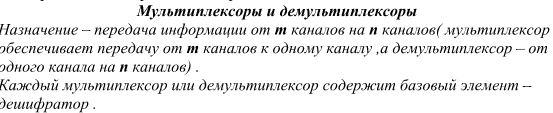 Мультиплексоры и демультиплексоры
Назначение – передача информации от m каналов на n каналов( мультиплексор
обеспечивает передачу от m каналов к одному каналу ,а демультиплексор – от
одного канала на n каналов) .
Каждый мультиплексор или демультиплексор содержит базовый элемент –
дешифратор .